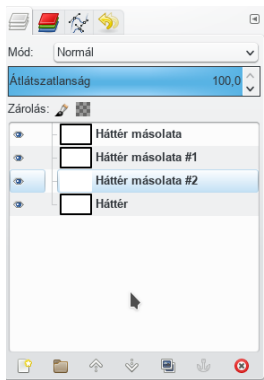 Mód: Normál
Átlátszatlanság 100,0
Zárolás:
Háttér másolata
Háttér másolata #1
Háttér másolata #2
Háttér